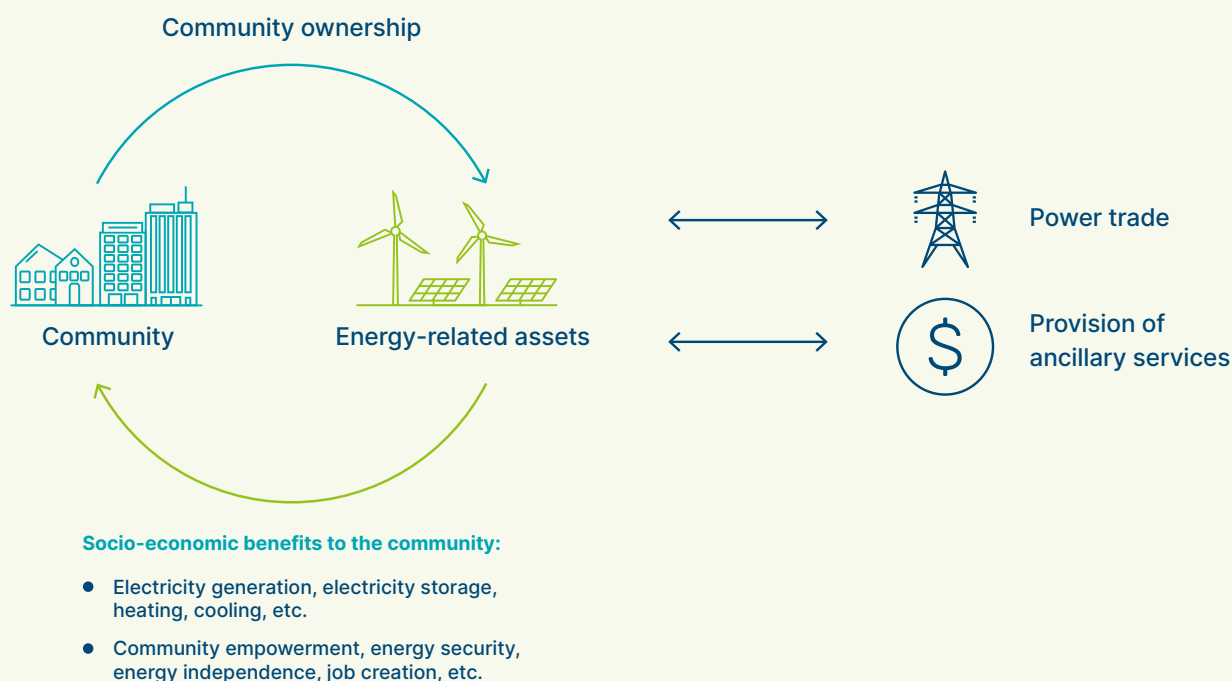 Community ownership
Community
Energy-related assets
Power trade
Provision of
ancillary services
$
Socio-economic benefits to the community:
● Electricity generation, electricity storage,
heating, cooling, etc.
● Community empowerment, energy security,
energy independence, job creation, etc.